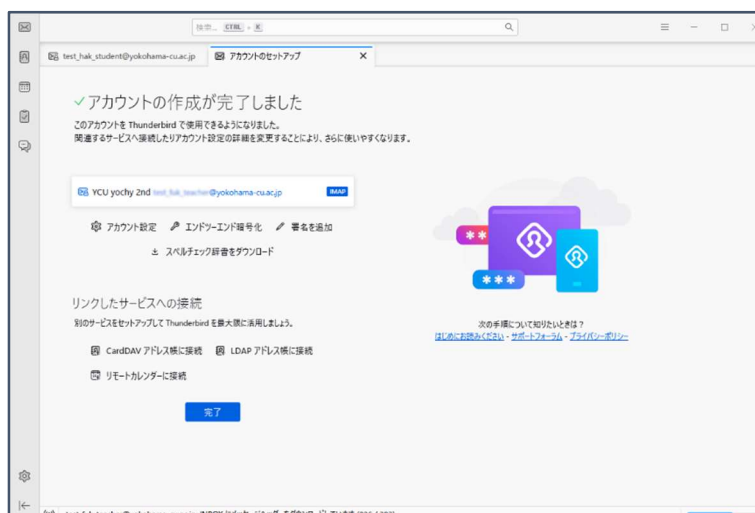 検索... CTRL + K
test_hak_student@yokohama-cu.ac.jp アカウントのセットアップ
アカウントの作成が完了しました
このアカウントを Thunderbird で使用できるようになりました。
関連するサービスへ接続したりアカウント設定の詳細を変更することにより、さらに使いやすくなります。
YCU yochy 2nd @yokohama-cu.ac.jp IMAP
アカウント設定 エンドツーエンド暗号化 署名を追加
スペルチェック辞書をダウンロード
リンクしたサービスへの接続
別のサービスをセットアップして Thunderbird を最大限に活用しましょう。
CardDAV アドレス帳に接続 LDAP アドレス帳に接続
リモートカレンダーに接続
完了
次の手順について知りたいときは？
はじめにお読みください - サポートフォーラム - プライバシーポリシー